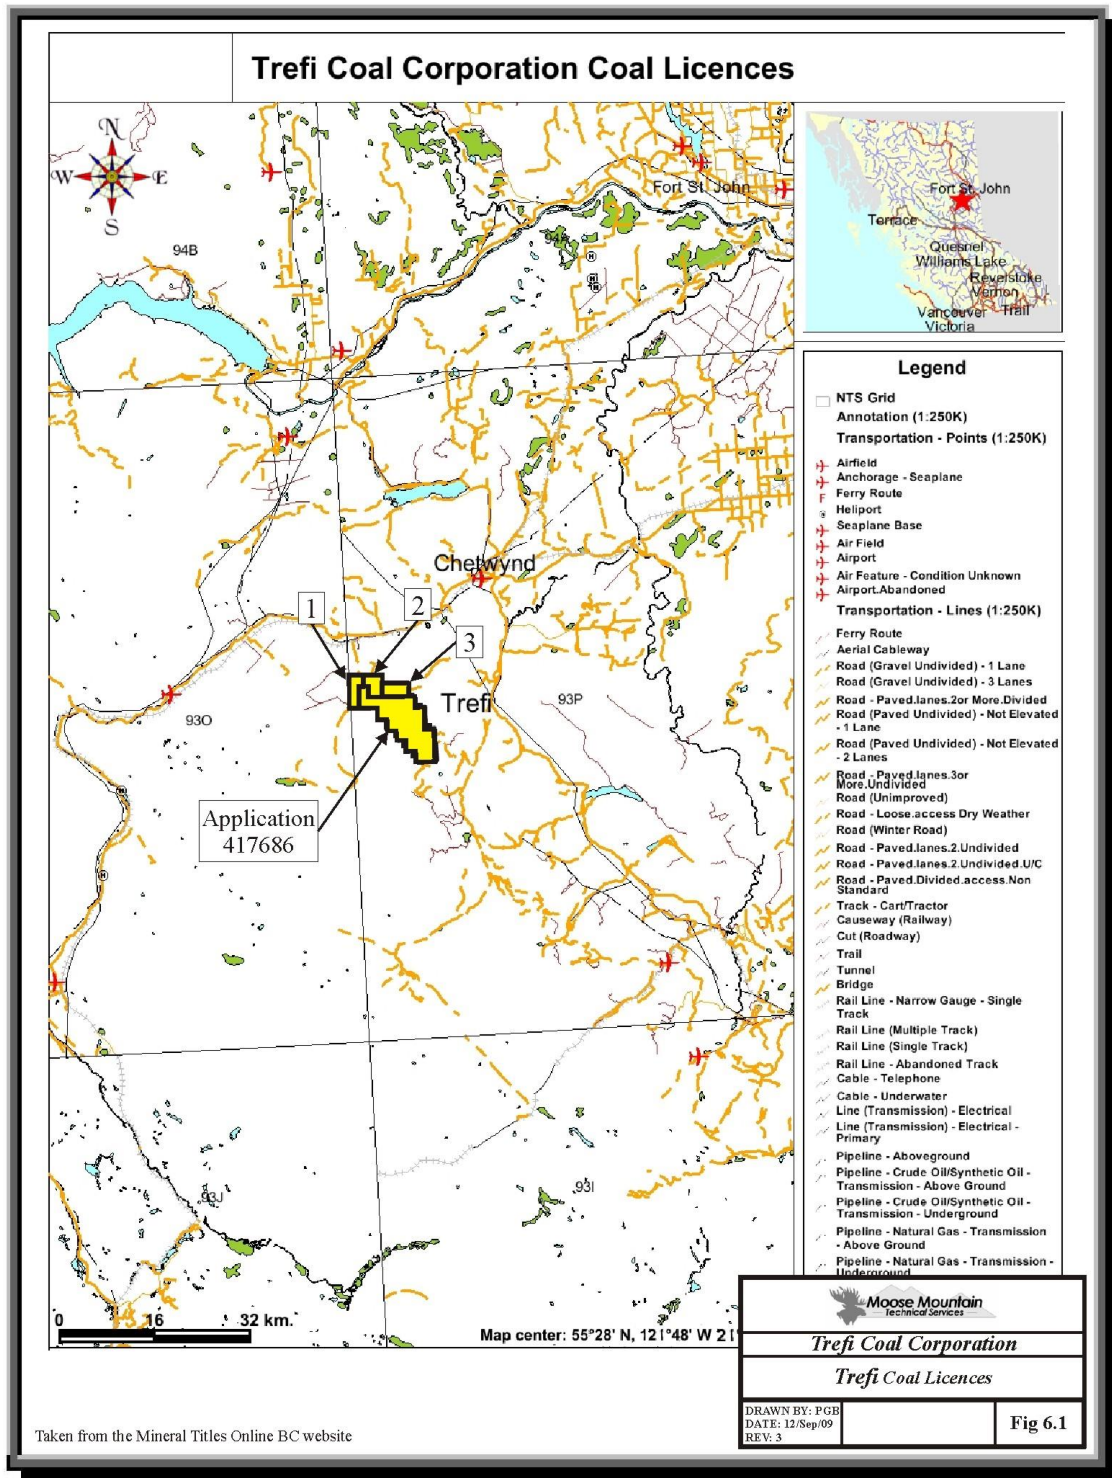 Trefi Coal Corporation Coal Licences
N
W E
S
94B
Fort St. John
Chetwynd
1
2
3
Trefi
93P
93O
Application
417686
93J
93I
0 16 32 km.
Map center: 55°28' N, 121°48' W
Fort St. John
Terrace
Quesnel
Williams Lake
Revelstoke
Vernon
Vancouver
Trail
Victoria
Legend
NTS Grid
Annotation (1:250K)
Transportation - Points (1:250K)
Airfield
Anchorage - Seaplane
F Ferry Route
Heliport
Seaplane Base
Air Field
Airport
Air Feature - Condition Unknown
Airport.Abandoned
Transportation - Lines (1:250K)
Ferry Route
Aerial Cableway
Road (Gravel Undivided) - 1 Lane
Road (Gravel Undivided) - 3 Lanes
Road - Paved.lanes.2or More.Divided
Road (Paved Undivided) - Not Elevated
- 1 Lane
Road (Paved Undivided) - Not Elevated
- 2 Lanes
Road - Paved.lanes.3or
More.Undivided
Road (Unimproved)
Road - Loose.access Dry Weather
Road (Winter Road)
Road - Paved.lanes.2.Undivided
Road - Paved.lanes.2.Undivided.U/C
Road - Paved.Divided.access.Non
Standard
Track - Cart/Tractor
Causeway (Railway)
Cut (Roadway)
Trail
Tunnel
Bridge
Rail Line - Narrow Gauge - Single
Track
Rail Line (Multiple Track)
Rail Line (Single Track)
Rail Line - Abandoned Track
Cable - Telephone
Cable - Underwater
Line (Transmission) - Electrical
Line (Transmission) - Electrical -
Primary
Pipeline - Aboveground
Pipeline - Crude Oil/Synthetic Oil -
Transmission - Above Ground
Pipeline - Crude Oil/Synthetic Oil -
Transmission - Underground
Pipeline - Natural Gas - Transmission
- Above Ground
Pipeline - Natural Gas - Transmission -
Underground
Moose Mountain
Technical Services
Trefi Coal Corporation
Trefi Coal Licences
DRAWN BY: PGB
DATE: 12/Sep/09
REV: 3
Fig 6.1
Taken from the Mineral Titles Online BC website